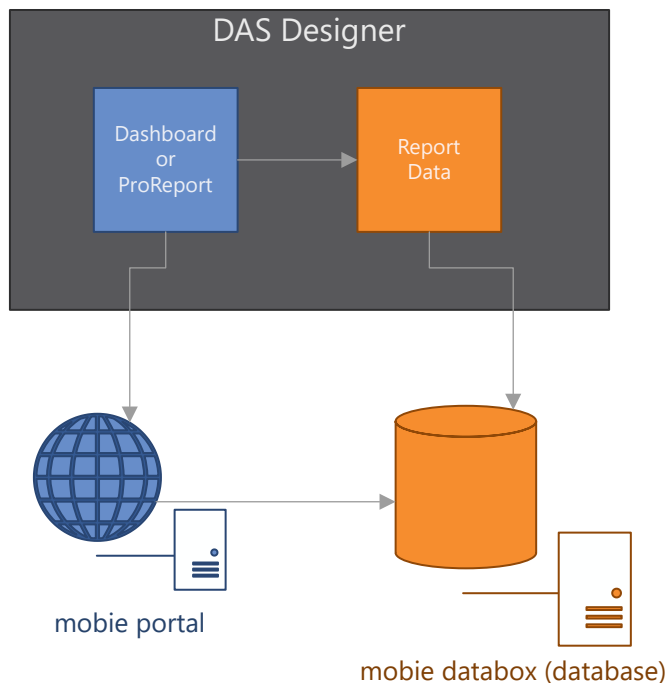 DAS Designer
Dashboard
or
ProReport
Report
Data
mobie portal
mobie databox (database)